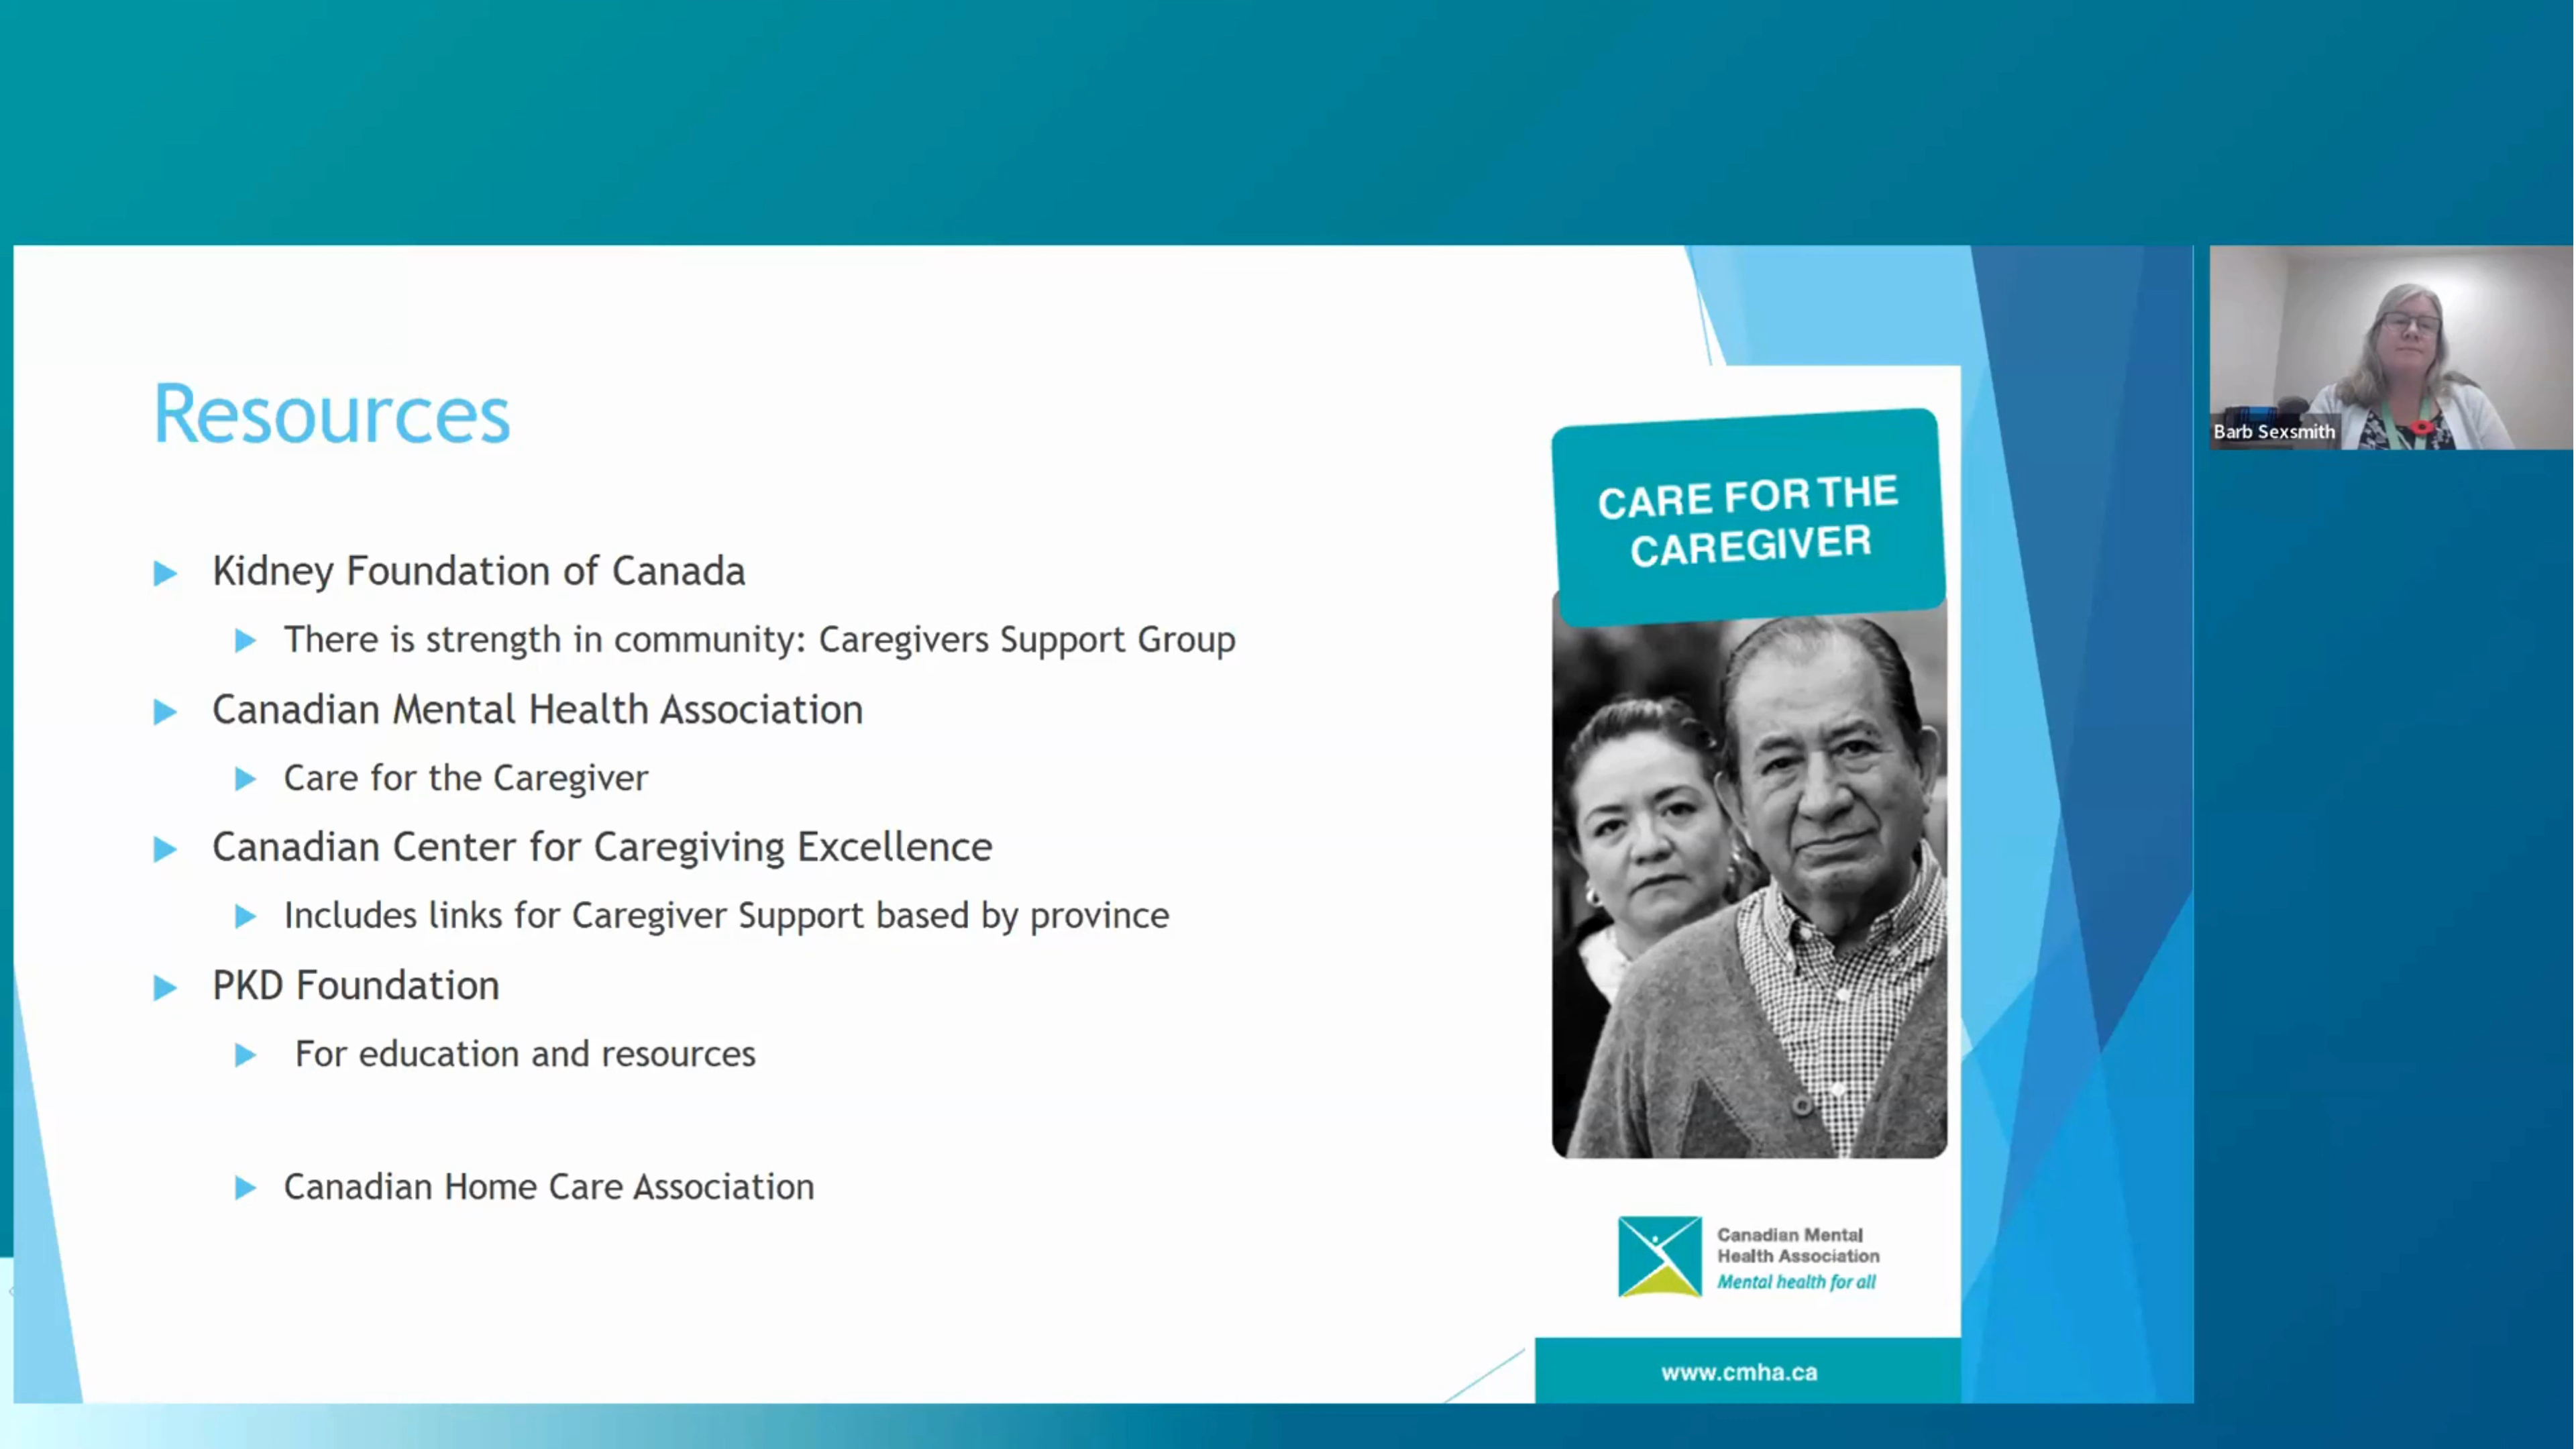 Resources
Kidney Foundation of Canada
There is strength in community: Caregivers Support Group
Canadian Mental Health Association
Care for the Caregiver
Canadian Center for Caregiving Excellence
Includes links for Caregiver Support based by province
PKD Foundation
For education and resources
Canadian Home Care Association
CARE FOR THE
CAREGIVER
Canadian Mental
Health Association
Mental health for all
www.cmha.ca
Barb Sexsmith